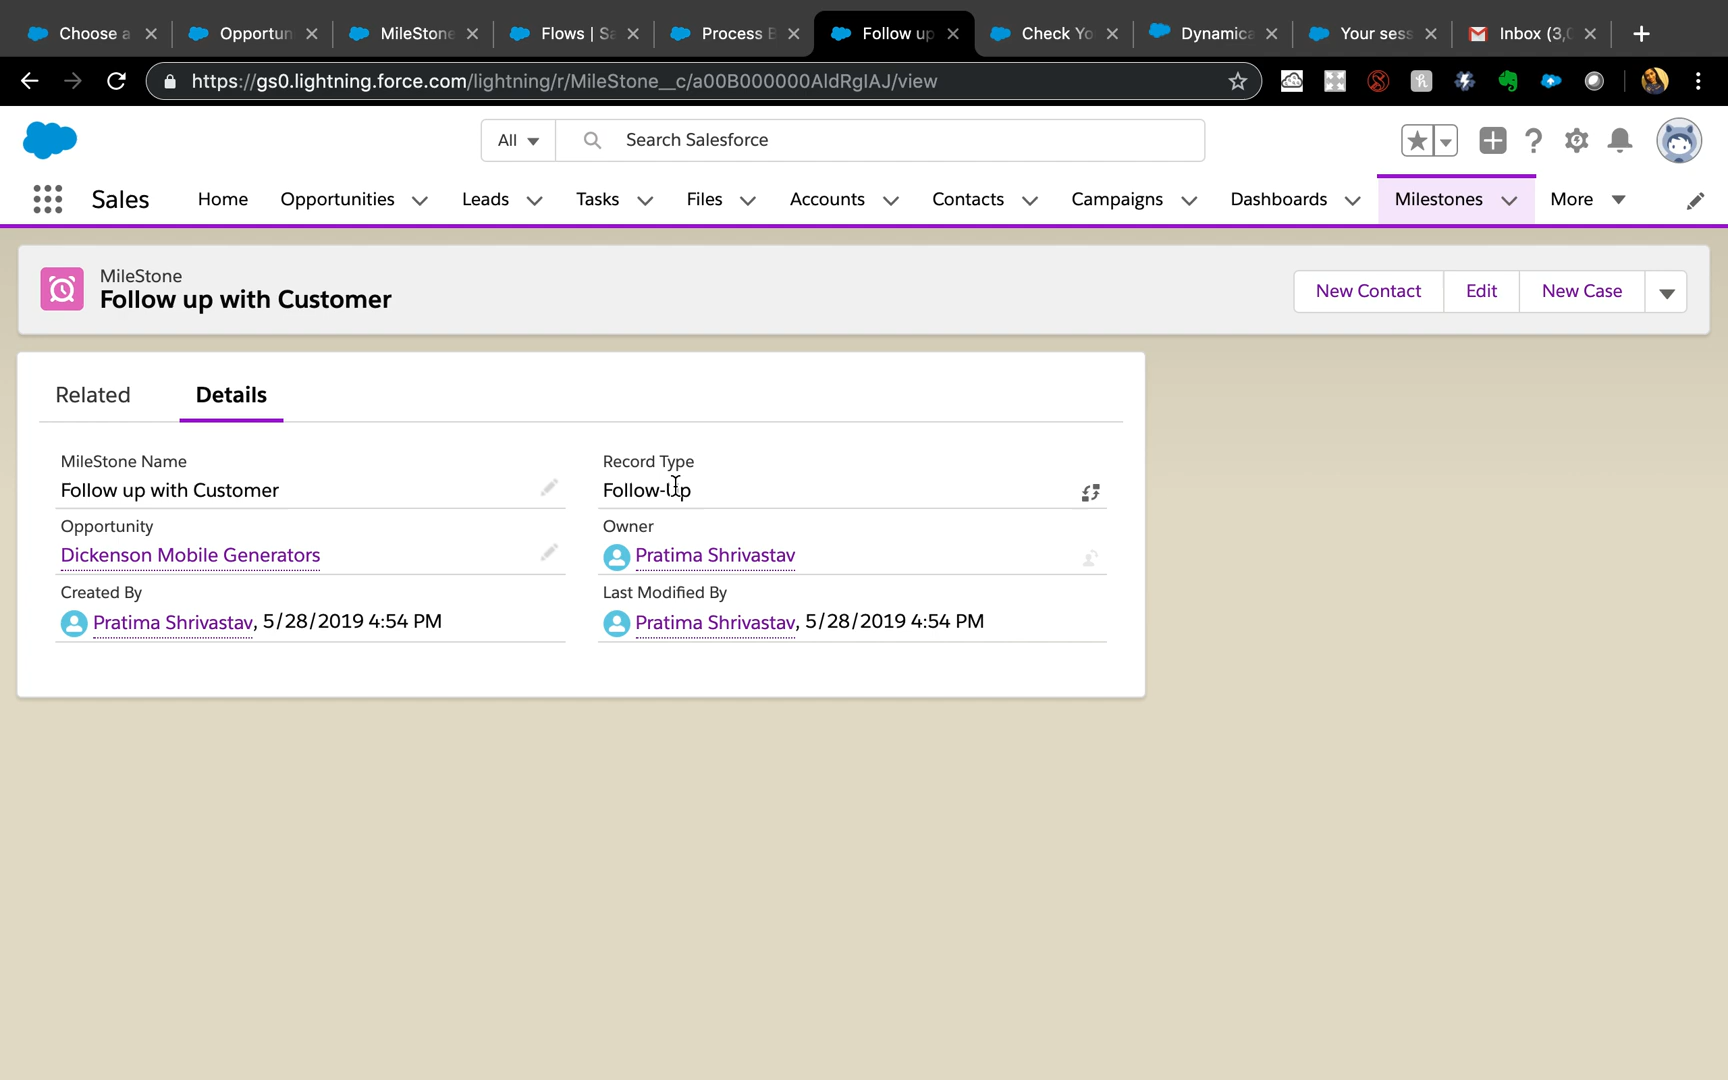 Choose a Opportun MileStone Flows | Sa Process B Follow up Check Yo Dynamica Your sess Inbox (3,0
https://gs0.lightning.force.com/lightning/r/MileStone__c/a00B000000AldRgIAJ/view
All Search Salesforce
Sales Home Opportunities Leads Tasks Files Accounts Contacts Campaigns Dashboards Milestones More
MileStone
Follow up with Customer
New Contact Edit New Case
Related Details
MileStone Name Record Type
Follow up with Customer Follow-Up
Opportunity Owner
Dickenson Mobile Generators Pratima Shrivastav
Created By Last Modified By
Pratima Shrivastav, 5/28/2019 4:54 PM Pratima Shrivastav, 5/28/2019 4:54 PM